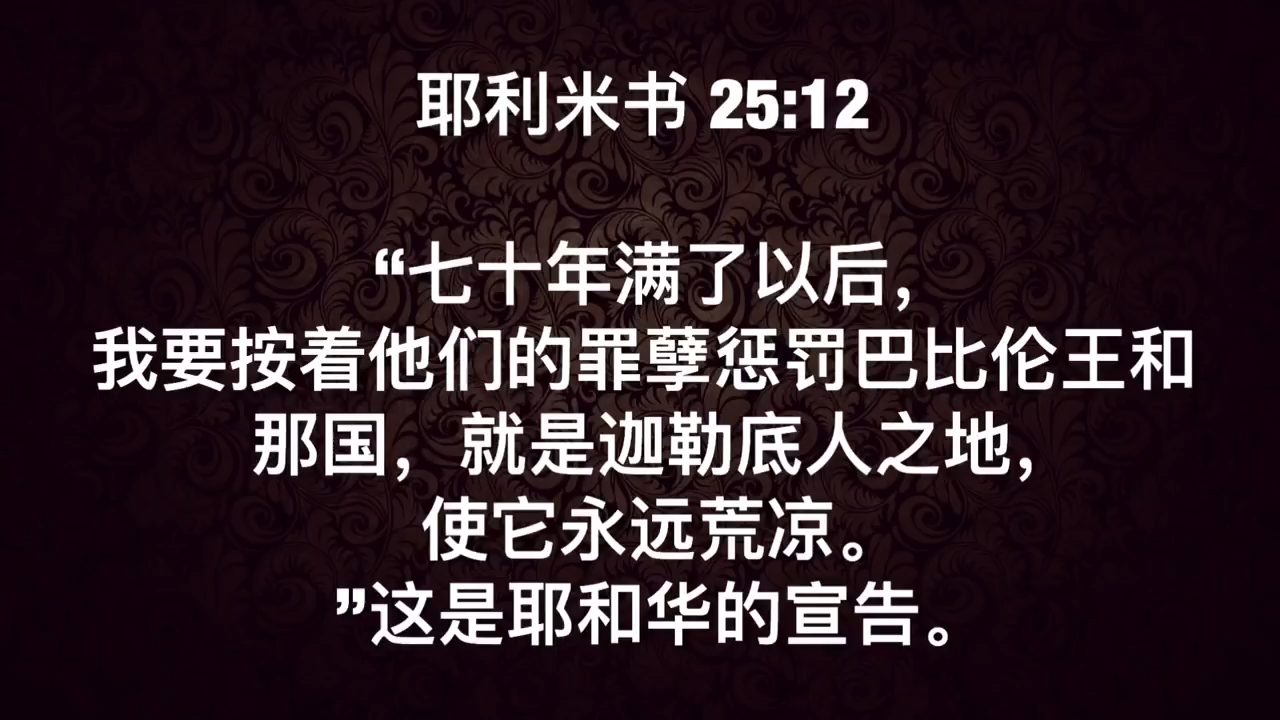 耶利米书 25:12
“七十年满了以后，
我要按着他们的罪孽惩罚巴比伦王和
那国，就是迦勒底人之地，
使它永远荒凉。
”这是耶和华的宣告。